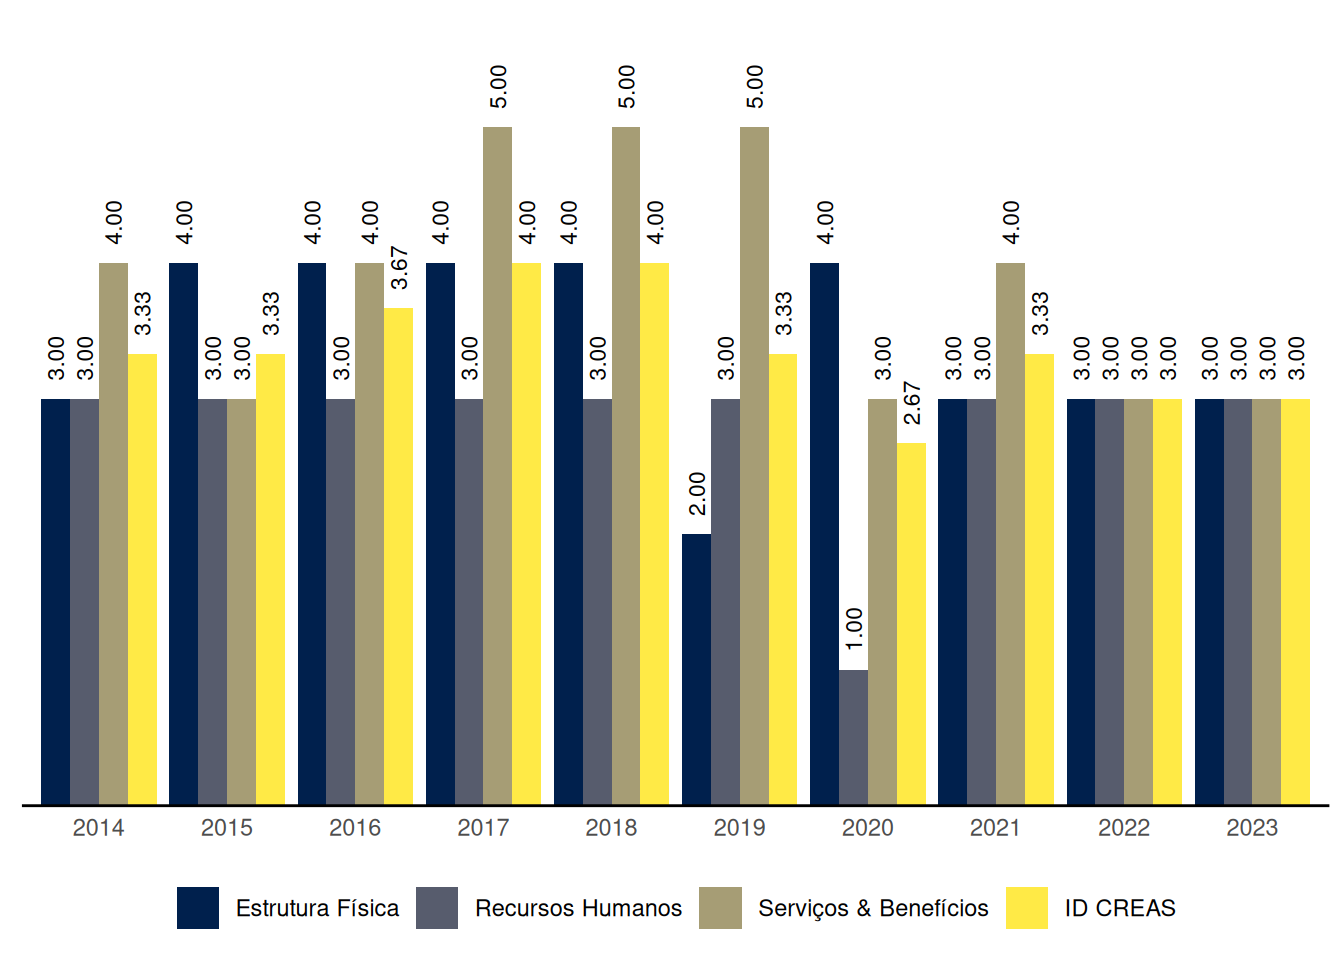 5.00 5.00 5.00
4.00 4.00 4.00 4.00 4.00 4.00 4.00 4.00 4.00 4.00
3.67
3.33 3.33 3.33 3.33
3.00 3.00 3.00 3.00 3.00 3.00 3.00 3.00 3.00 3.00 3.00 3.00 3.00 3.00 3.00 3.00 3.00 3.00 3.00
2.67
2.00
1.00
2014 2015 2016 2017 2018 2019 2020 2021 2022 2023
Estrutura Física Recursos Humanos Serviços & Benefícios ID CREAS